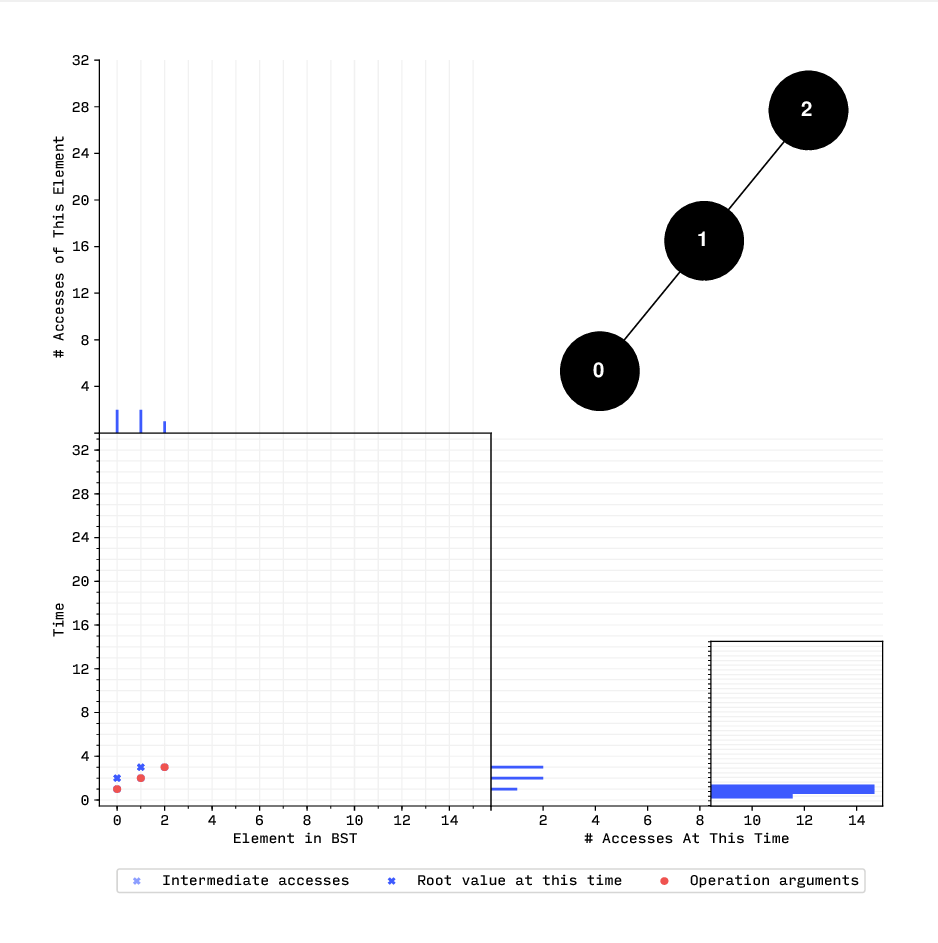 32
28
24
20
16
12
8
4
# Accesses of This Element
2
1
0
32
28
24
20
16
12
8
4
0
Time
0 2 4 6 8 10 12 14
Element in BST
2 4 6 8 10 12 14
# Accesses At This Time
Intermediate accesses Root value at this time Operation arguments